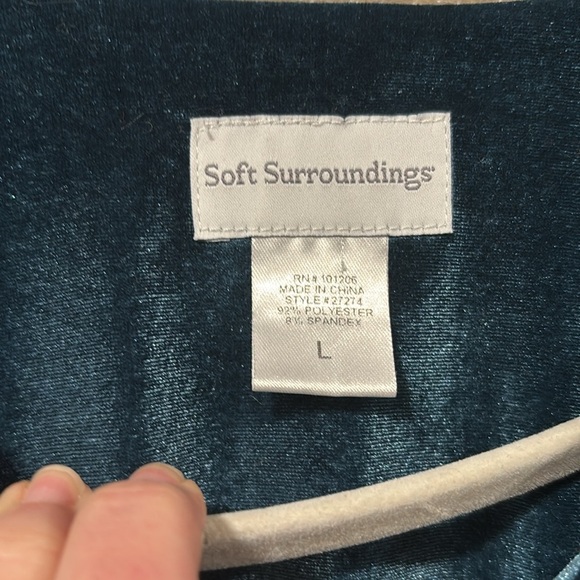 Soft Surroundings
RN# 101206
MADE IN CHINA
STYLE #27274
92% POLYESTER
8% SPANDEX
L